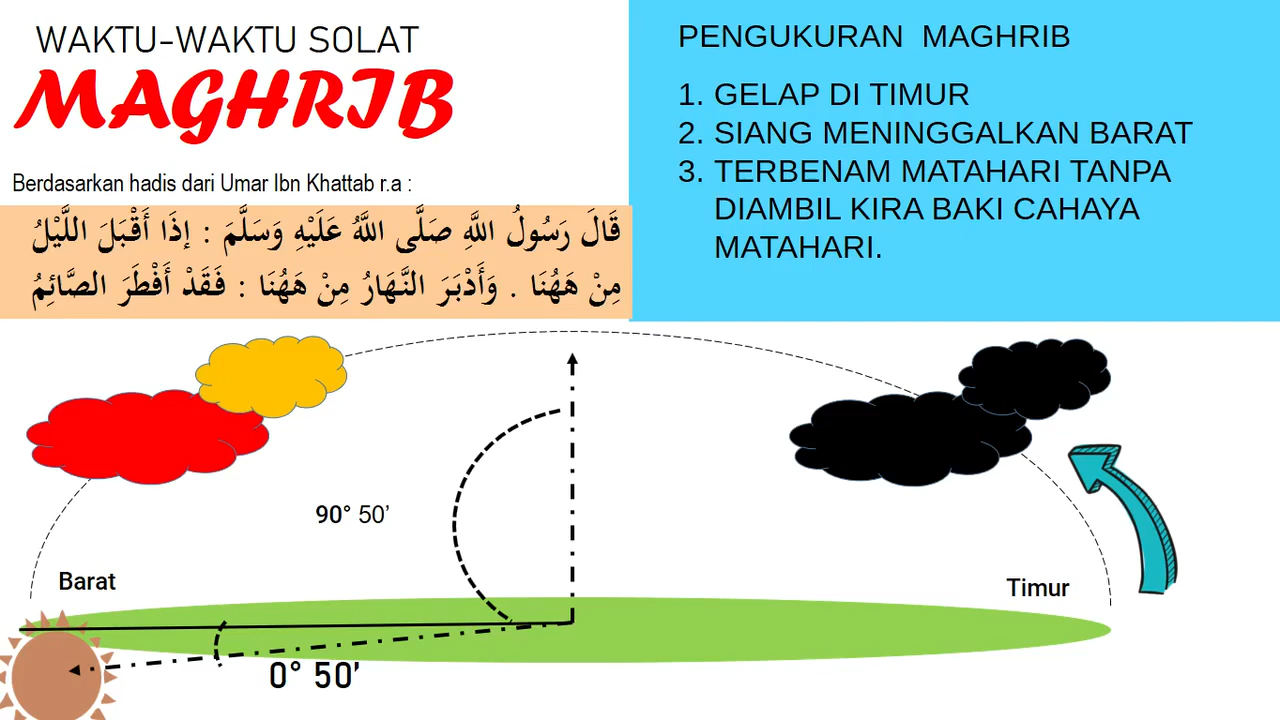 WAKTU-WAKTU SOLAT
MAGHRIB
Berdasarkan hadis dari Umar Ibn Khattab r.a :
قَالَ رَسُولُ اللَّهِ صَلَّى اللَّهُ عَلَيْهِ وَسَلَّمَ : إِذَا أَقْبَلَ اللَّيْلُ
مِنْ هَهُنَا . وَأَدْبَرَ النَّهَارُ مِنْ هَهُنَا : فَقَدْ أَفْطَرَ الصَّائِمُ
PENGUKURAN MAGHRIB
1. GELAP DI TIMUR
2. SIANG MENINGGALKAN BARAT
3. TERBENAM MATAHARI TANPA
DIAMBIL KIRA BAKI CAHAYA
MATAHARI.
90° 50’
Barat
Timur
0° 50’